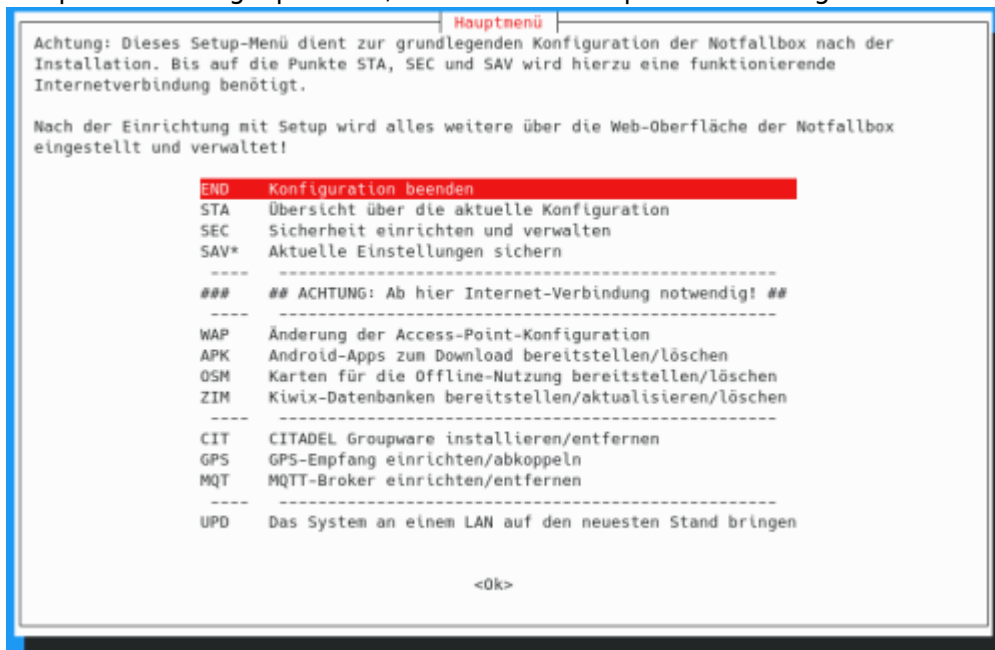 Hauptmenü
Achtung: Dieses Setup-Menü dient zur grundlegenden Konfiguration der Notfallbox nach der
Installation. Bis auf die Punkte STA, SEC und SAV wird hierzu eine funktionierende
Internetverbindung benötigt.
Nach der Einrichtung mit Setup wird alles weitere über die Web-Oberfläche der Notfallbox
eingestellt und verwaltet!
END Konfiguration beenden
STA Übersicht über die aktuelle Konfiguration
SEC Sicherheit einrichten und verwalten
SAV* Aktuelle Einstellungen sichern
---- --------------------------------------------------
### ## ACHTUNG: Ab hier Internet-Verbindung notwendig! ##
---- --------------------------------------------------
WAP Änderung der Access-Point-Konfiguration
APK Android-Apps zum Download bereitstellen/löschen
OSM Karten für die Offline-Nutzung bereitstellen/löschen
ZIM Kiwix-Datenbanken bereitstellen/aktualisieren/löschen
---- --------------------------------------------------
CIT CITADEL Groupware installieren/entfernen
GPS GPS-Empfang einrichten/abkoppeln
MQT MQTT-Broker einrichten/entfernen
---- --------------------------------------------------
UPD Das System an einem LAN auf den neuesten Stand bringen
<Ok>